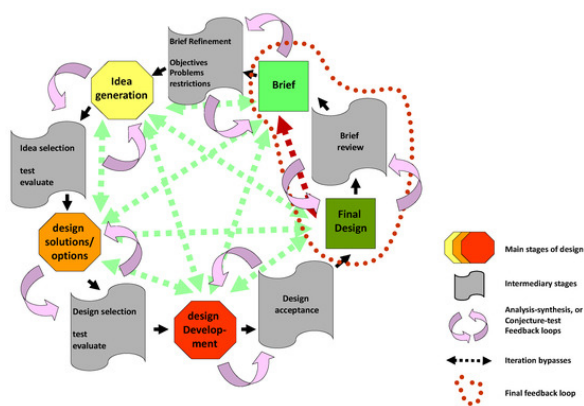 Brief Refinement
Objectives
Problems
restrictions
Idea
generation
Brief
Idea selection
test
evaluate
Brief
review
design
solutions/
options
Final
Design
Design selection
test
evaluate
design
Develop-
ment
Design
acceptance
Main stages of design
Intermediary stages
Analysis-synthesis, or
Conjecture-test
Feedback loops
Iteration bypasses
Final feedback loop